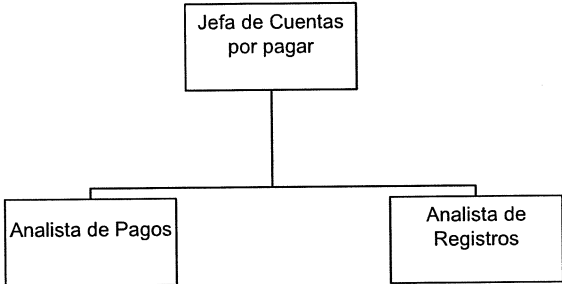 Jefa de Cuentas
por pagar
Analista de Pagos
Analista de
Registros